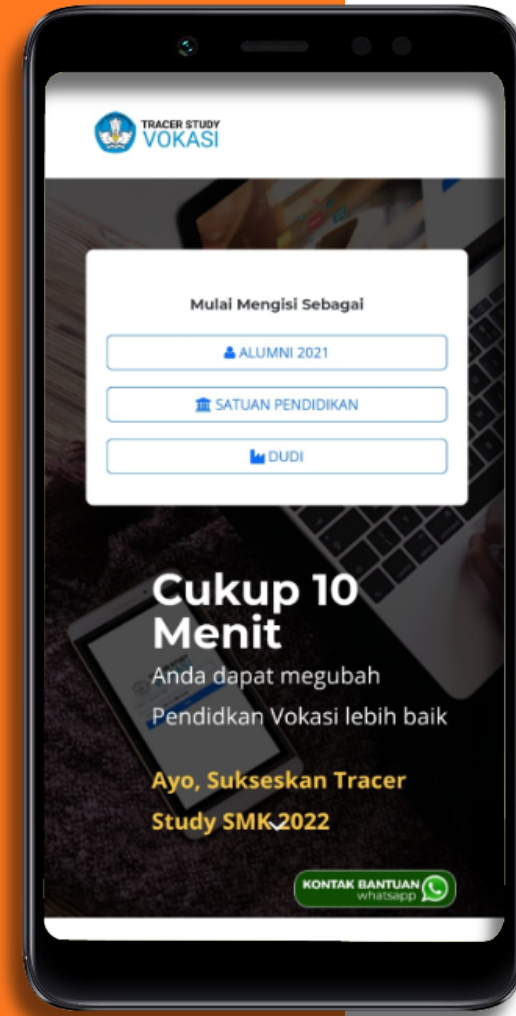 TRACER STUDY
VOKASI
Mulai Mengisi Sebagai
ALUMNI 2021
SATUAN PENDIDIKAN
DUDI
Cukup 10
Menit
Anda dapat megubah
Pendidkan Vokasi lebih baik
Ayo, Sukseskan Tracer
Study SMK 2022
KONTAK BANTUAN
whatsapp